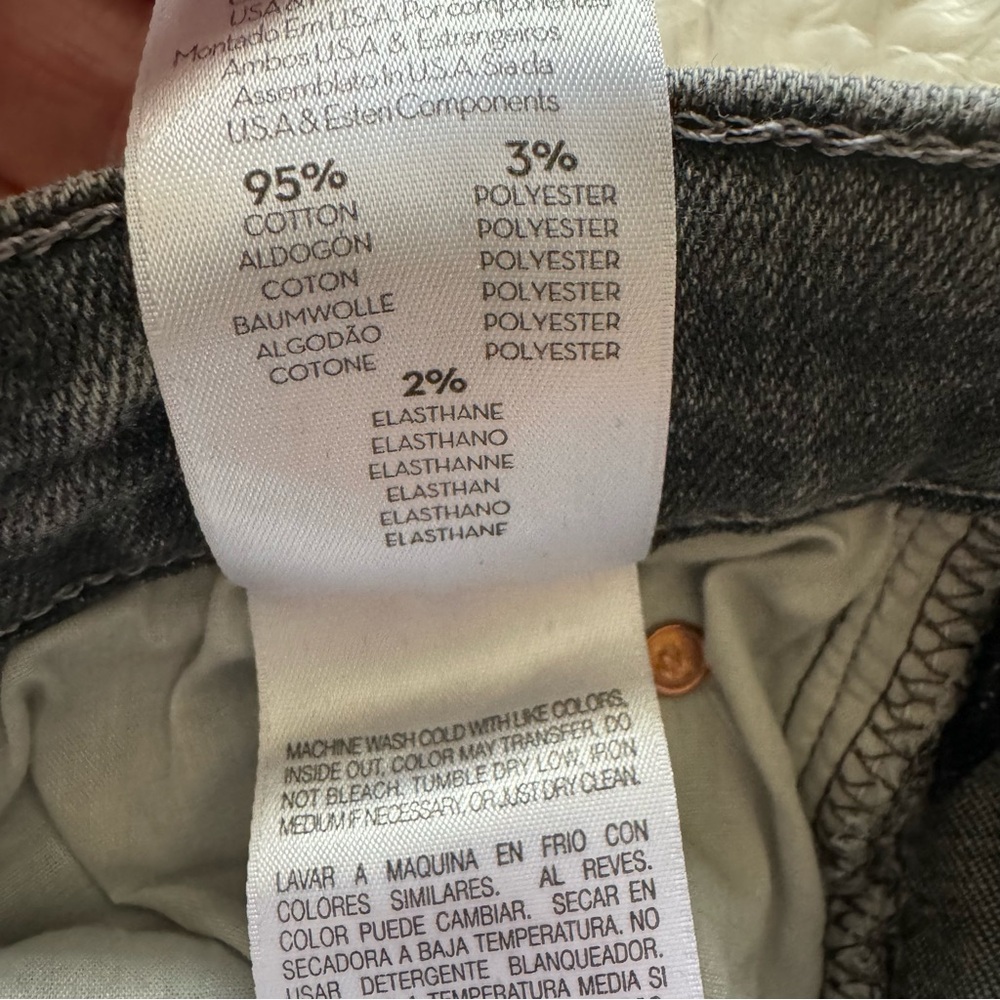 USA
Montado Em U.S.A. Por componentes
Ambos U.S.A & Estrangeiros
Assemblato In U.S.A. Sia da
U.S.A & Esteri Components
95%
COTTON
ALDOGÓN
COTON
BAUMWOLLE
ALGODÃO
COTONE
3%
POLYESTER
POLYESTER
POLYESTER
POLYESTER
POLYESTER
POLYESTER
2%
ELASTHANE
ELASTHANO
ELASTHANNE
ELASTHAN
ELASTHANO
ELASTHANE
MACHINE WASH COLD WITH LIKE COLORS.
INSIDE OUT, COLOR MAY TRANSFER, DO
NOT BLEACH. TUMBLE DRY LOW, IRON
MEDIUM IF NECESSARY, OR JUST DRY CLEAN.
LAVAR A MAQUINA EN FRIO CON
COLORES SIMILARES. AL REVES.
COLOR PUEDE CAMBIAR. SECAR EN
SECADORA A BAJA TEMPERATURA. NO
USAR DETERGENTE BLANQUEADOR.
A TEMPERATURA MEDIA SI